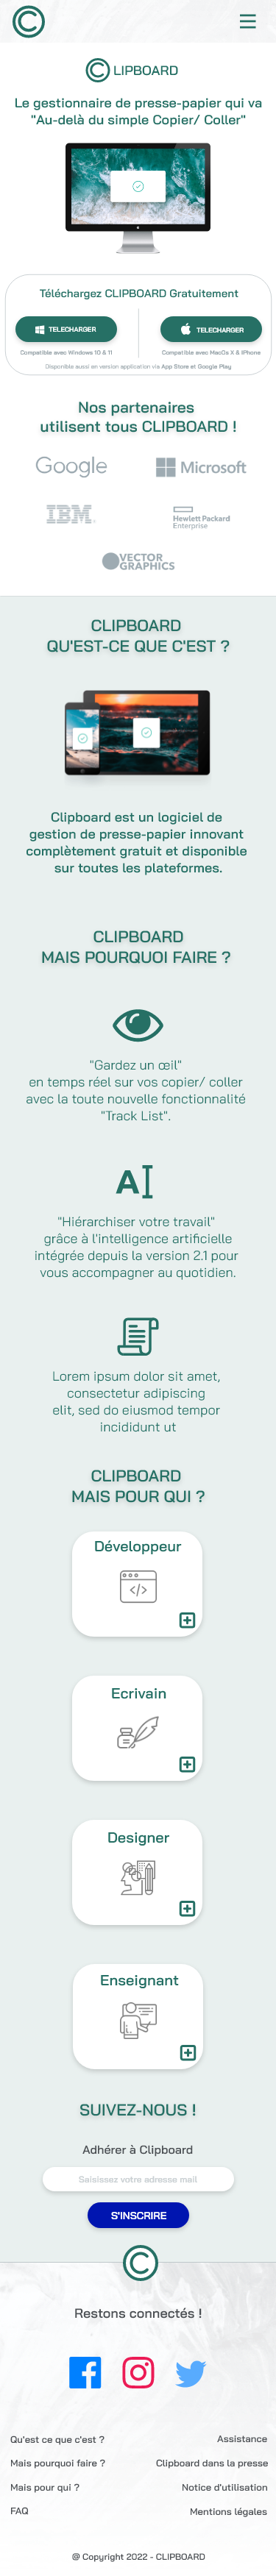 ©
© LIPBOARD
Le gestionnaire de presse-papier qui va
"Au-delà du simple Copier/ Coller"
Téléchargez CLIPBOARD Gratuitement
TELECHARGER
TELECHARGER
Compatible avec Windows 10 & 11
Compatible avec MacOs X & iPhone
Disponible aussi en version application via App Store et Google Play
Nos partenaires
utilisent tous CLIPBOARD !
Google
Microsoft
IBM
Hewlett Packard
Enterprise
VECTOR
GRAPHICS
CLIPBOARD
QU'EST-CE QUE C'EST ?
Clipboard est un logiciel de
gestion de presse-papier innovant
complètement gratuit et disponible
sur toutes les plateformes.
CLIPBOARD
MAIS POURQUOI FAIRE ?
"Gardez un œil"
en temps réel sur vos copier/ coller
avec la toute nouvelle fonctionnalité
"Track List".
A
"Hiérarchiser votre travail"
grâce à l'intelligence artificielle
intégrée depuis la version 2.1 pour
vous accompagner au quotidien.
Lorem ipsum dolor sit amet,
consectetur adipiscing
elit, sed do eiusmod tempor
incididunt ut
CLIPBOARD
MAIS POUR QUI ?
Développeur
Ecrivain
Designer
Enseignant
SUIVEZ-NOUS !
Adhérer à Clipboard
Saisissez votre adresse mail
S'INSCRIRE
©
Restons connectés !
Qu'est ce que c'est ?
Assistance
Mais pourquoi faire ?
Clipboard dans la presse
Mais pour qui ?
Notice d'utilisation
FAQ
Mentions légales
@ Copyright 2022 - CLIPBOARD